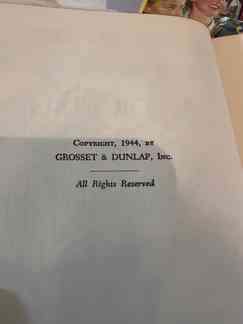 COPYRIGHT, 1944, BY
GROSSET & DUNLAP, INC.
All Rights Reserved